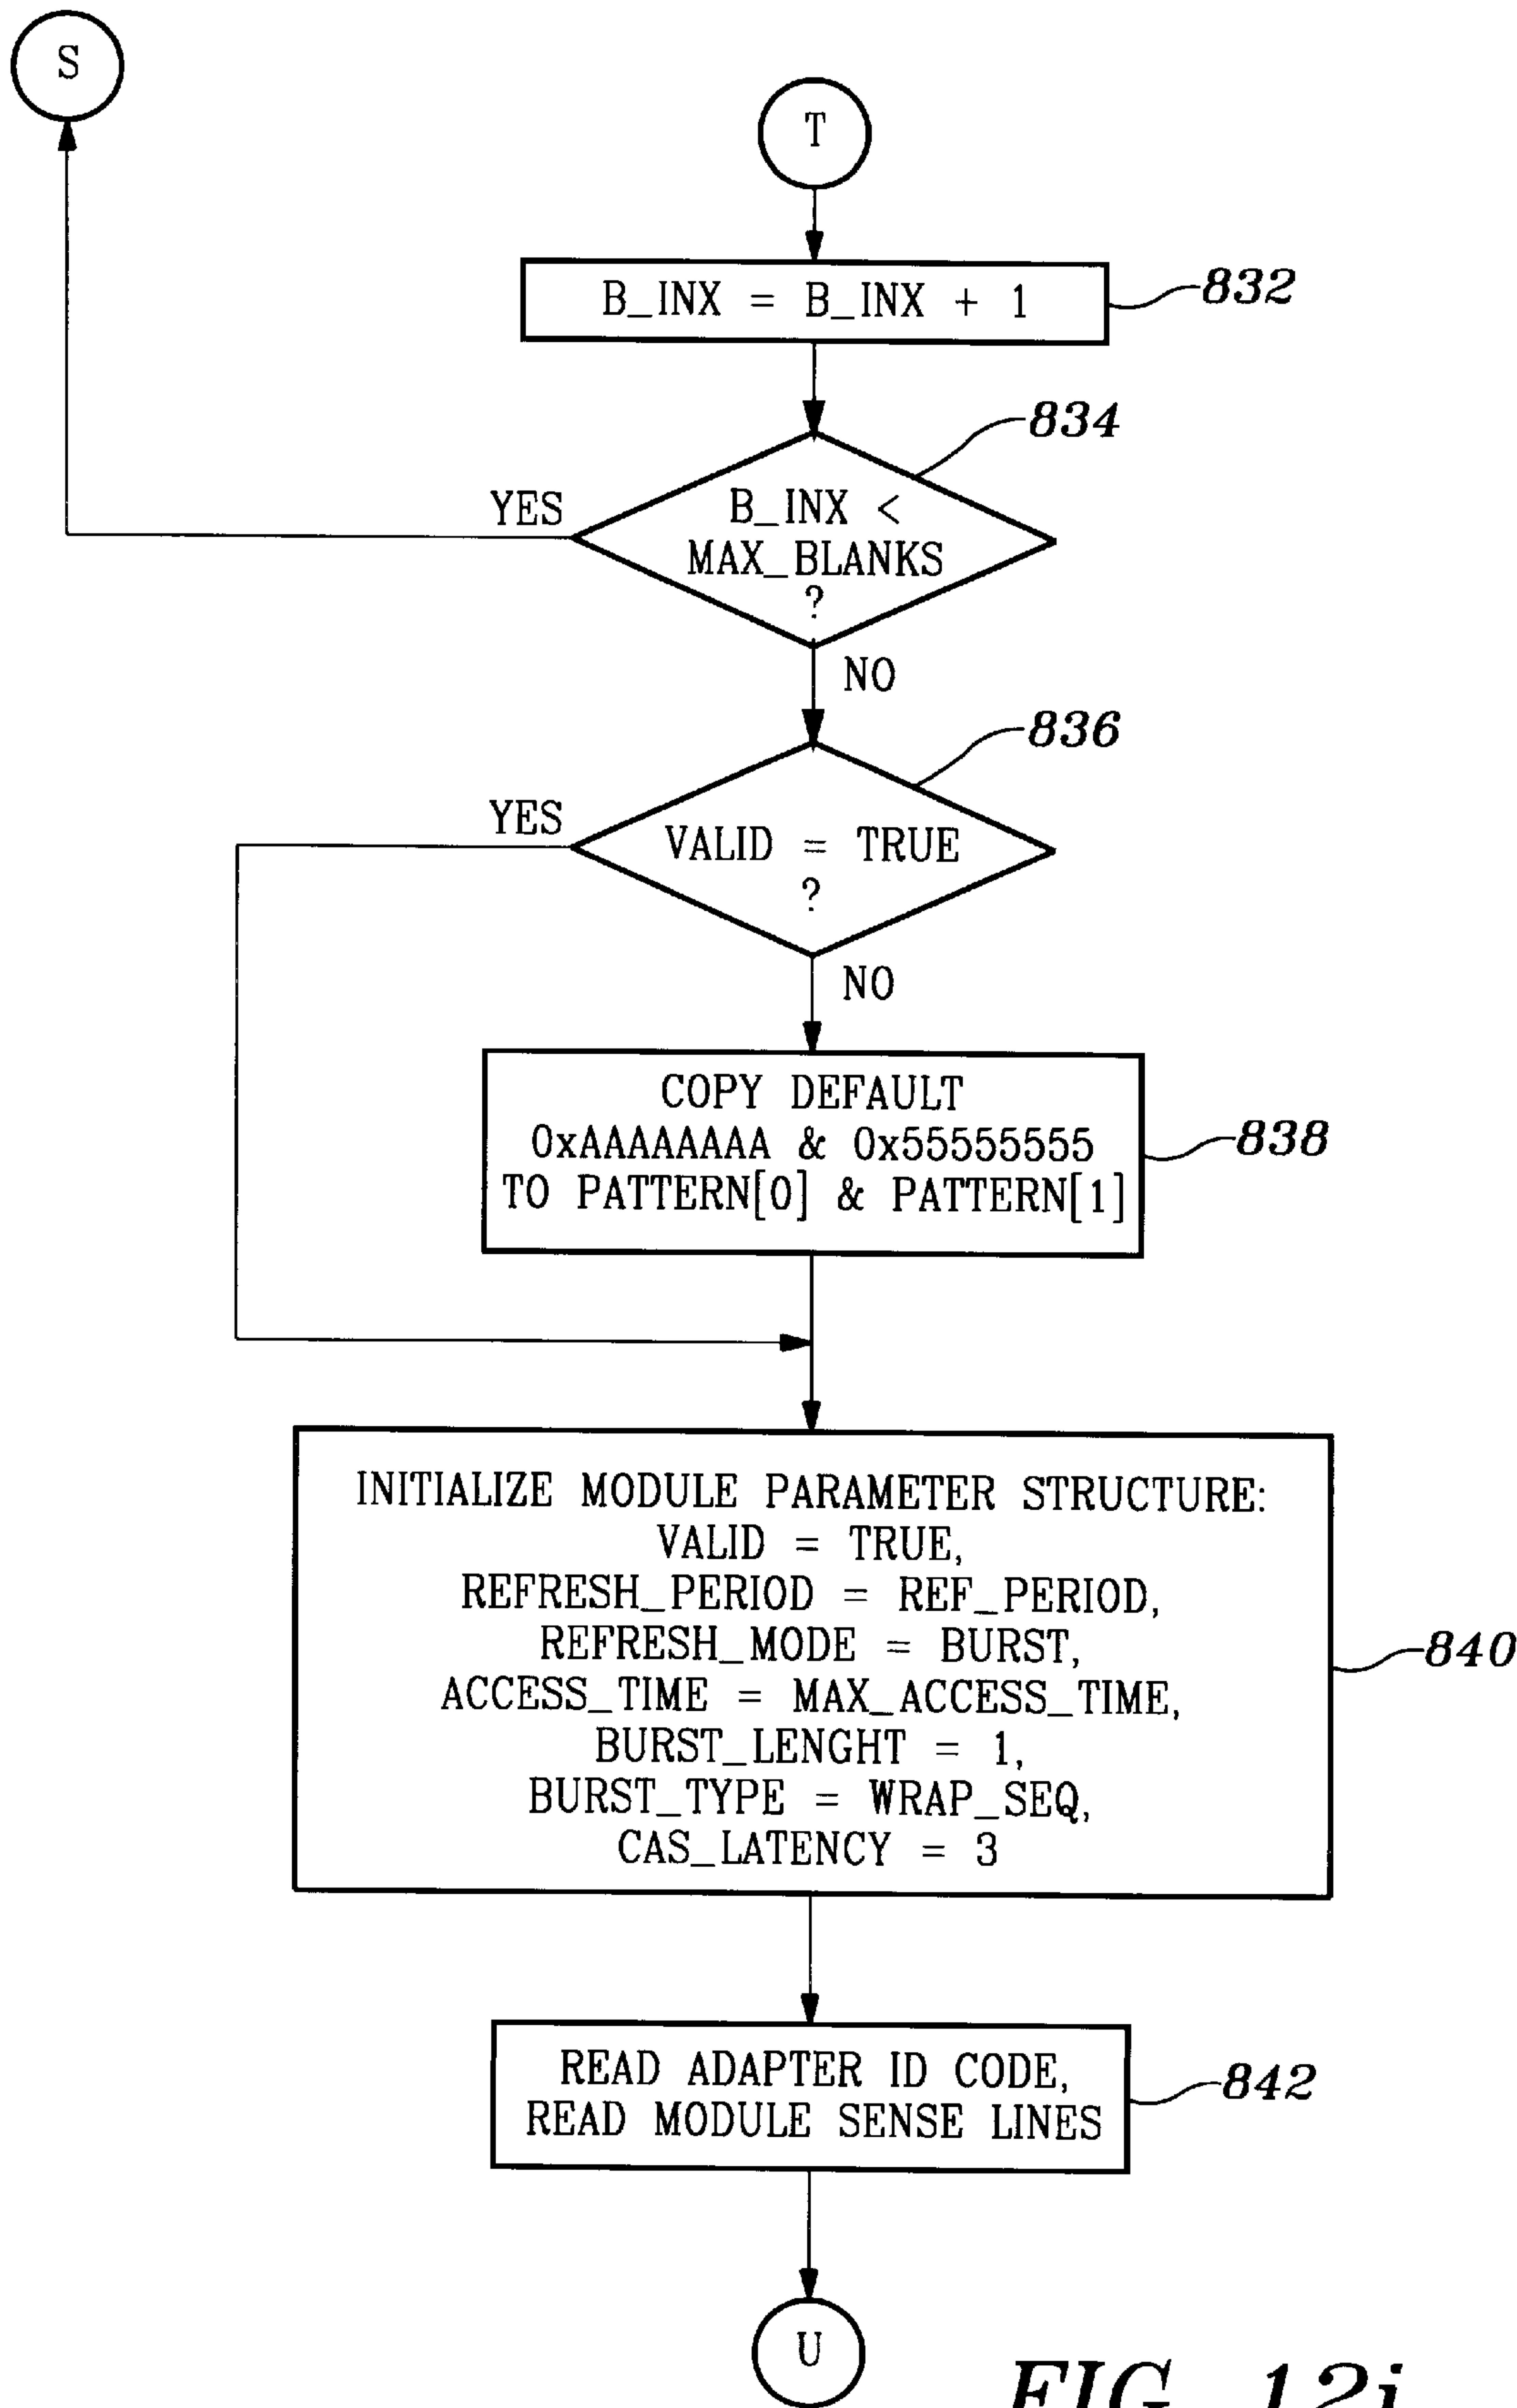 S
T
B_INX = B_INX + 1
832
834
B_INX <
MAX_BLANKS
?
YES
NO
836
YES
VALID = TRUE
?
NO
COPY DEFAULT
0xAAAAAAAA & 0x55555555
TO PATTERN[0] & PATTERN[1]
838
INITIALIZE MODULE PARAMETER STRUCTURE:
VALID = TRUE,
REFRESH_PERIOD = REF_PERIOD,
REFRESH_MODE = BURST,
ACCESS_TIME = MAX_ACCESS_TIME,
BURST_LENGHT = 1,
BURST_TYPE = WRAP_SEQ,
CAS_LATENCY = 3
840
READ ADAPTER ID CODE,
READ MODULE SENSE LINES
842
U
FIG. 12i